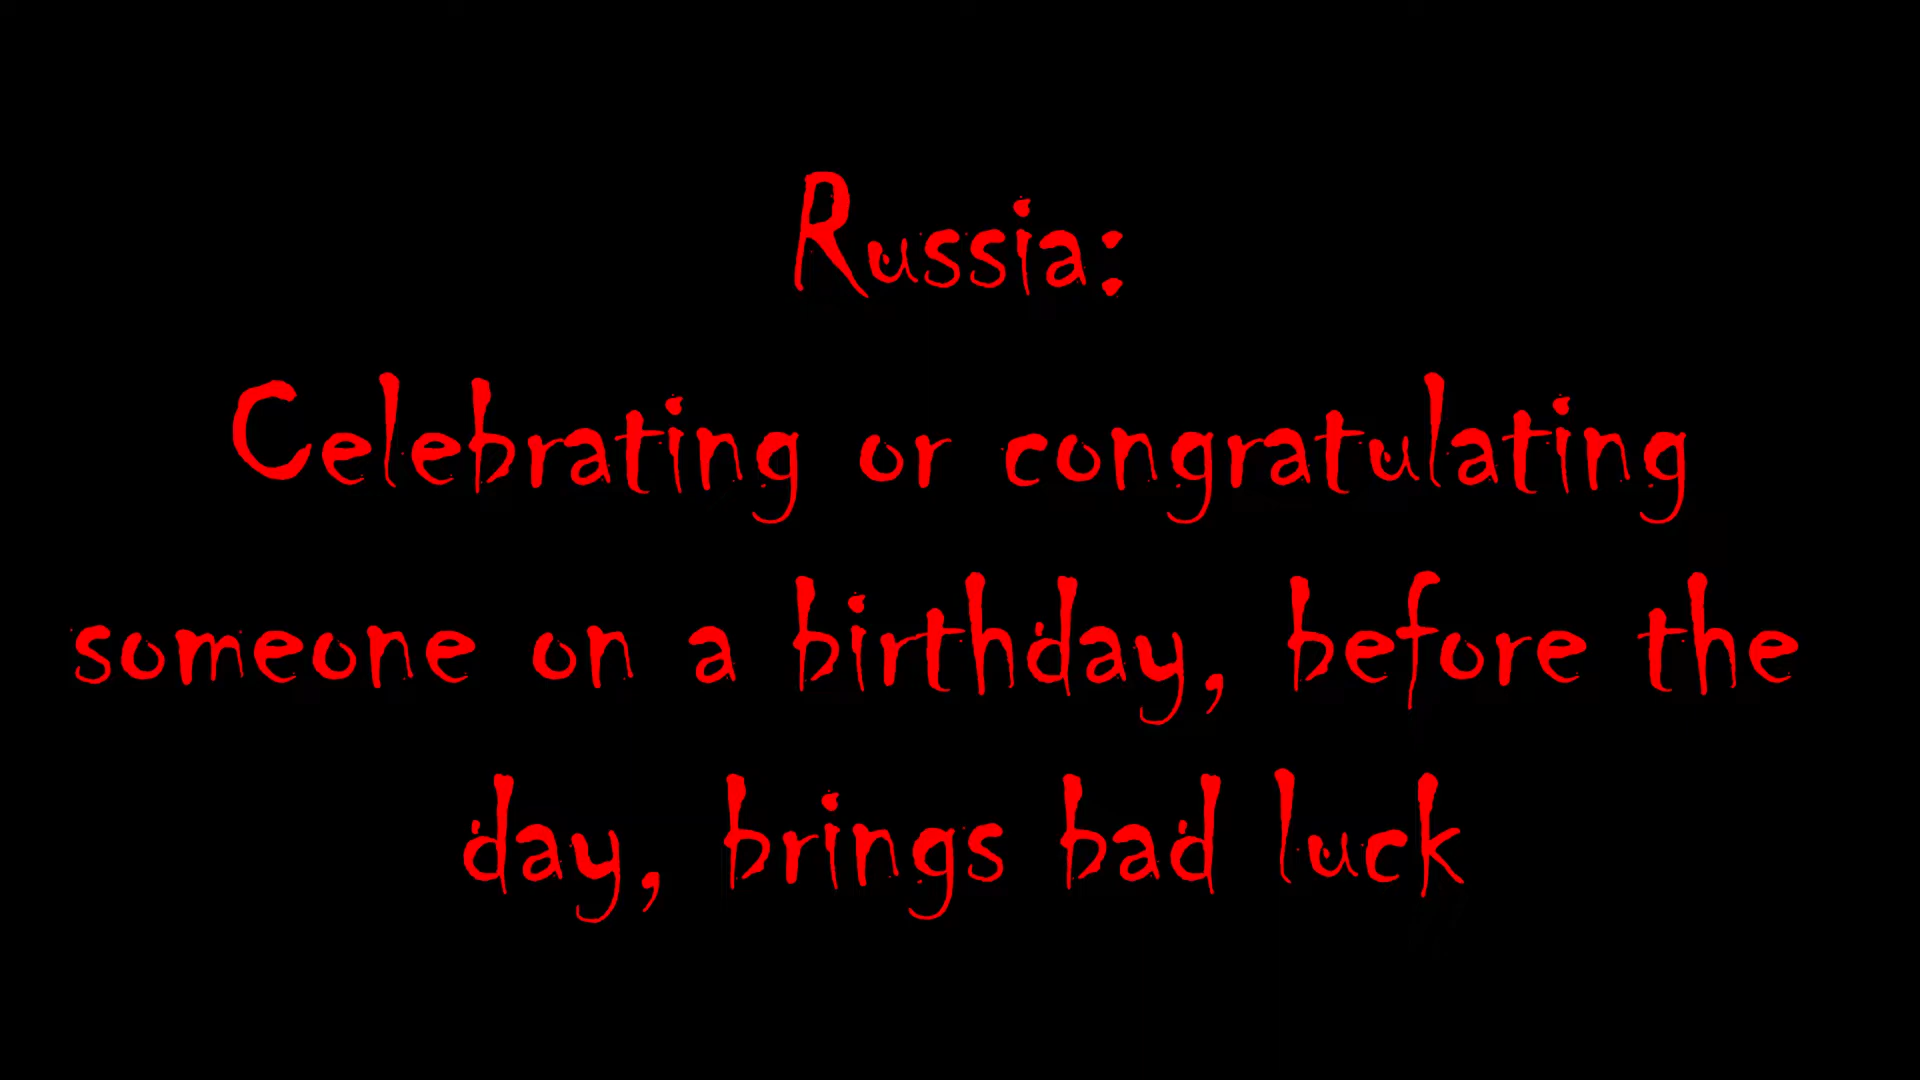 Russia:
Celebrating or congratulating
someone on a birthday, before the
day, brings bad luck